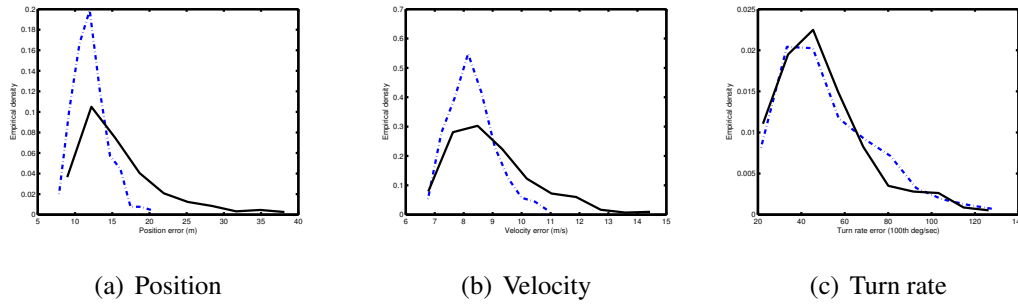 0.2
0.18
0.16
0.14
0.12
0.1
0.08
0.06
0.04
0.02
0
Empirical density
5 10 15 20 25 30 35 40
Position error (m)
0.7
0.6
0.5
0.4
0.3
0.2
0.1
0
Empirical density
6 7 8 9 10 11 12 13 14 15
Velocity error (m/s)
0.025
0.02
0.015
0.01
0.005
0
Empirical density
20 40 60 80 100 120 140
Turn rate error (100th deg/sec)
(a) Position (b) Velocity (c) Turn rate